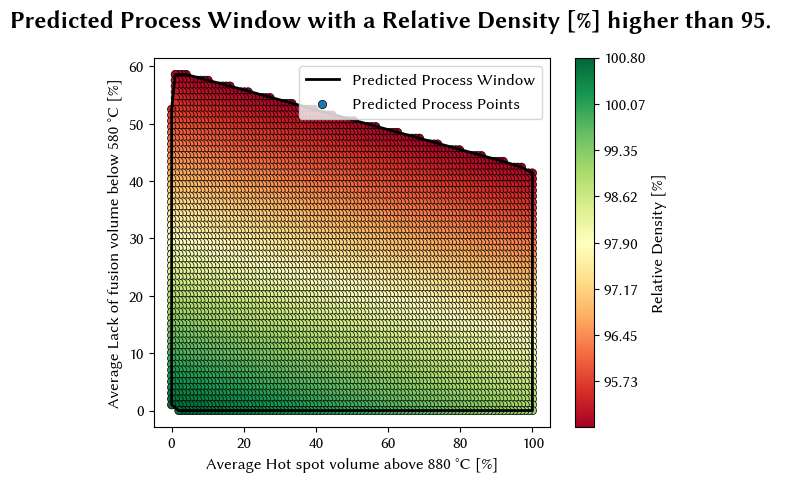 Predicted Process Window with a Relative Density [%] higher than 95.
Predicted Process Window
Predicted Process Points
Average Lack of fusion volume below 580 °C [%]
60
50
40
30
20
10
0
0 20 40 60 80 100
Average Hot spot volume above 880 °C [%]
100.80
100.07
99.35
98.62
97.90
97.17
96.45
95.73
Relative Density [%]